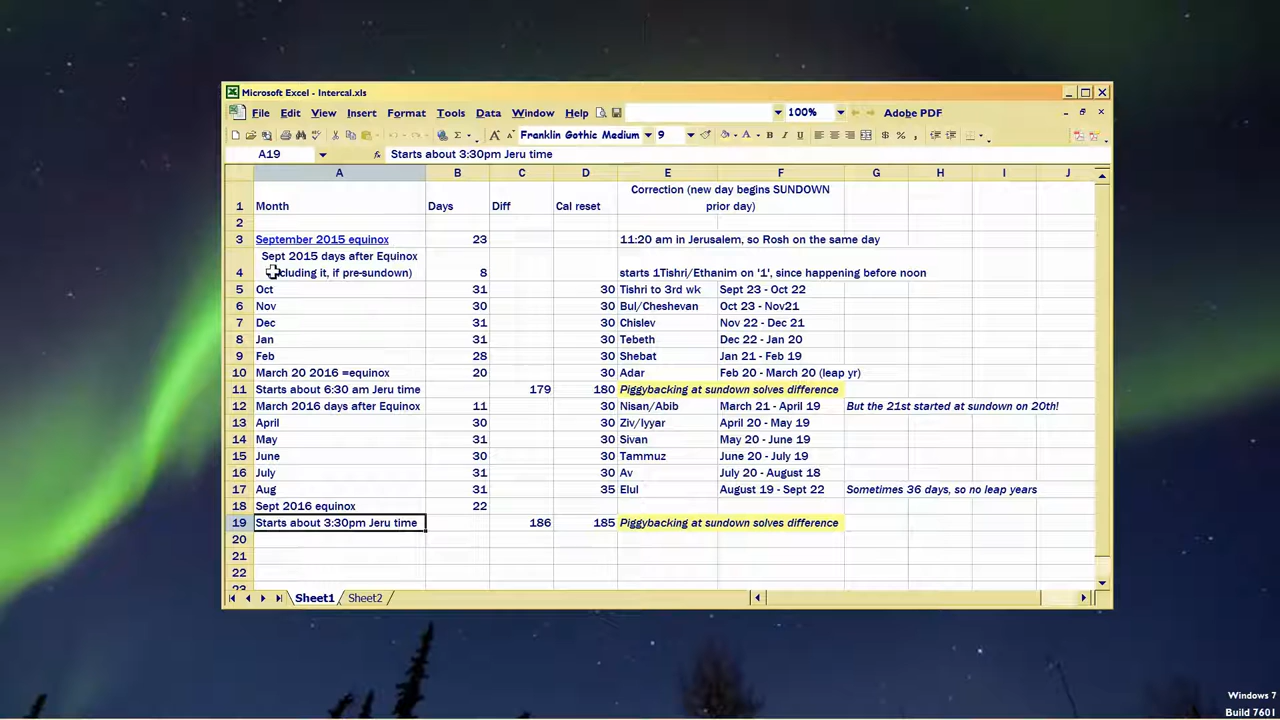 Microsoft Excel - Intercal.xls
File Edit View Insert Format Tools Data Window Help 100% Adobe PDF
Franklin Gothic Medium 9
A19 fx Starts about 3:30pm Jeru time
A B C D E F G H I J
Correction (new day begins SUNDOWN
1 Month Days Diff Cal reset prior day)
2
3 September 2015 equinox 23 11:20 am in Jerusalem, so Rosh on the same day
Sept 2015 days after Equinox
4 cluding it, if pre-sundown) 8 starts 1Tishri/Ethanim on '1', since happening before noon
5 Oct 31 30 Tishri to 3rd wk Sept 23 - Oct 22
6 Nov 30 30 Bul/Cheshevan Oct 23 - Nov21
7 Dec 31 30 Chislev Nov 22 - Dec 21
8 Jan 31 30 Tebeth Dec 22 - Jan 20
9 Feb 28 30 Shebat Jan 21 - Feb 19
10 March 20 2016 =equinox 20 30 Adar Feb 20 - March 20 (leap yr)
11 Starts about 6:30 am Jeru time 179 180 Piggybacking at sundown solves difference
12 March 2016 days after Equinox 11 30 Nisan/Abib March 21 - April 19 But the 21st started at sundown on 20th!
13 April 30 30 Ziv/Iyyar April 20 - May 19
14 May 31 30 Sivan May 20 - June 19
15 June 30 30 Tammuz June 20 - July 19
16 July 31 30 Av July 20 - August 18
17 Aug 31 35 Elul August 19 - Sept 22 Sometimes 36 days, so no leap years
18 Sept 2016 equinox 22
19 Starts about 3:30pm Jeru time 186 185 Piggybacking at sundown solves difference
20
21
22
23
Sheet1 Sheet2
Windows 7
Build 7601